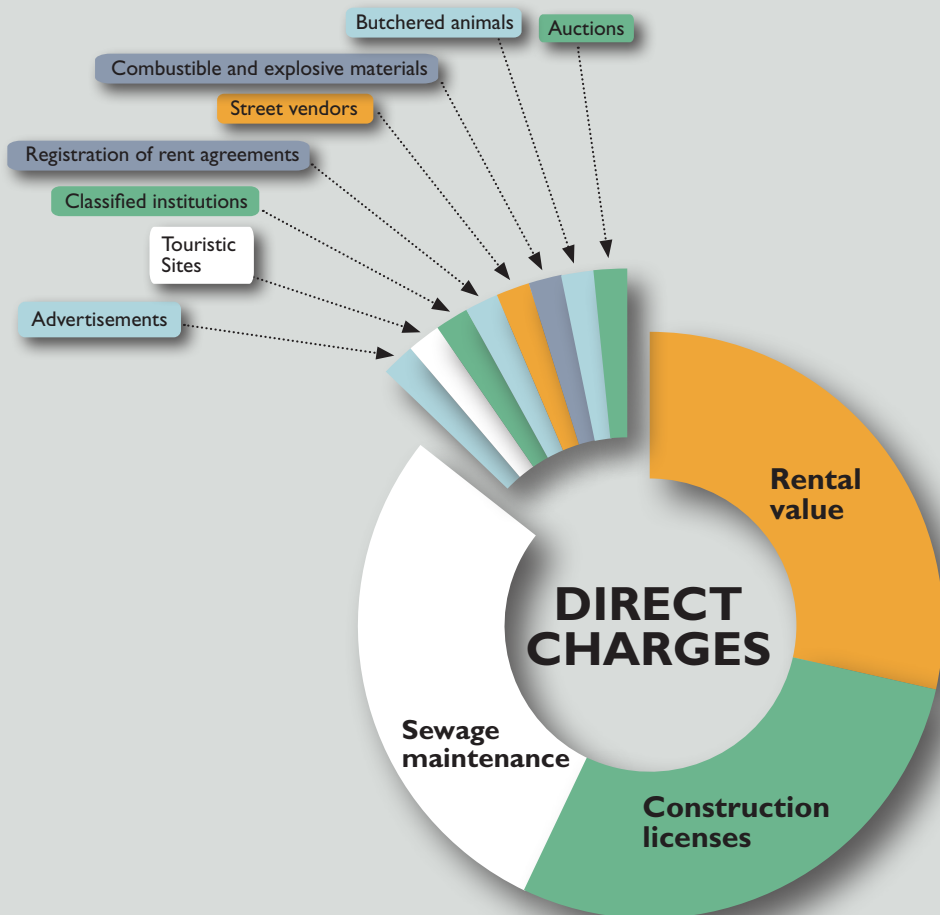 Butchered animals
Auctions
Combustible and explosive materials
Street vendors
Registration of rent agreements
Classified institutions
Touristic
Sites
Advertisements
Rental
value
DIRECT
CHARGES
Sewage
maintenance
Construction
licenses